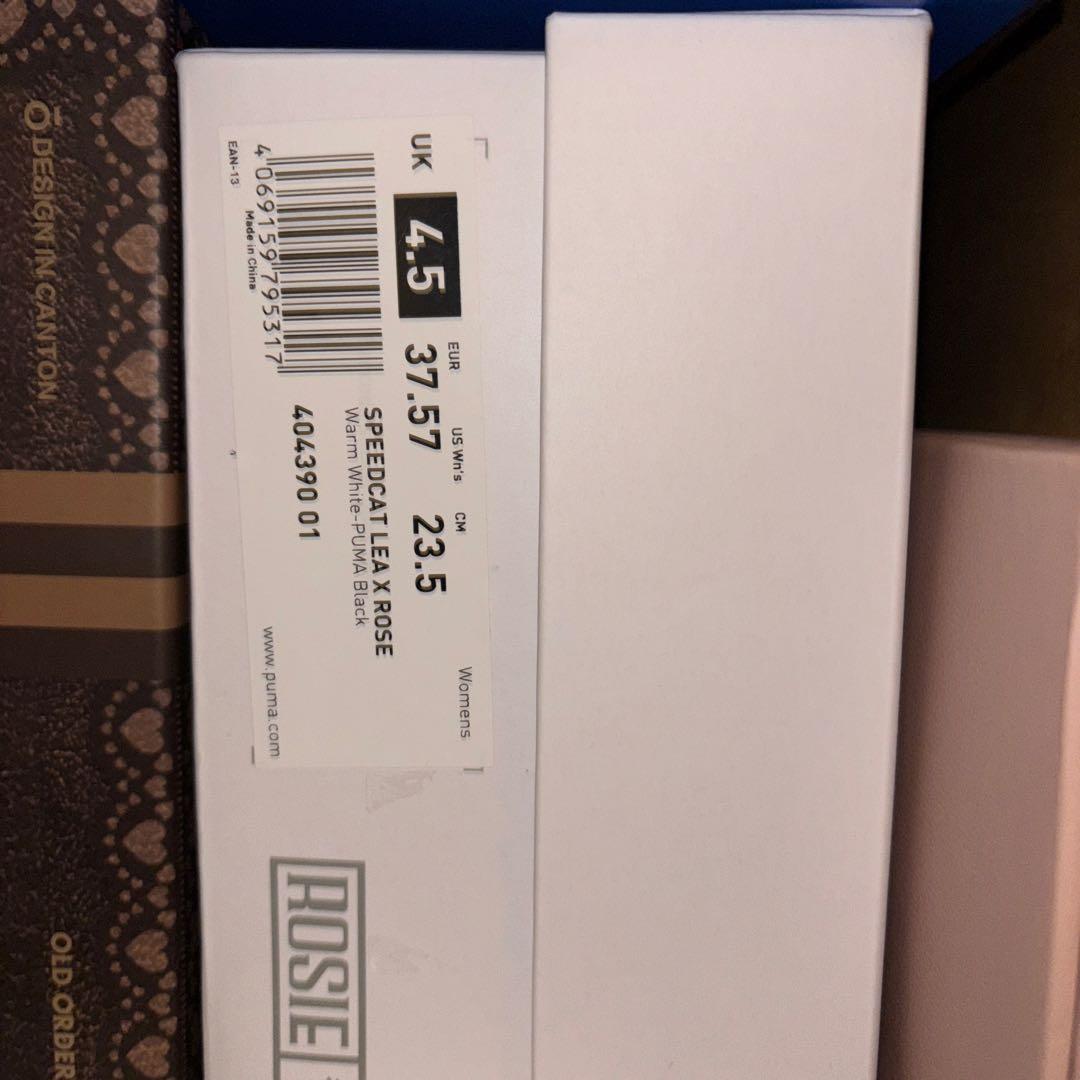 UK
EUR
US Wn's
CM
Womens
4.5
37.5
7
23.5
SPEEDCAT LEA X ROSE
Warm White-PUMA Black
404390 01
4 069159 795317
EAN-13
Made in China
www.puma.com
ROSIE
Ō DESIGN IN CANTON
OLD ORDER